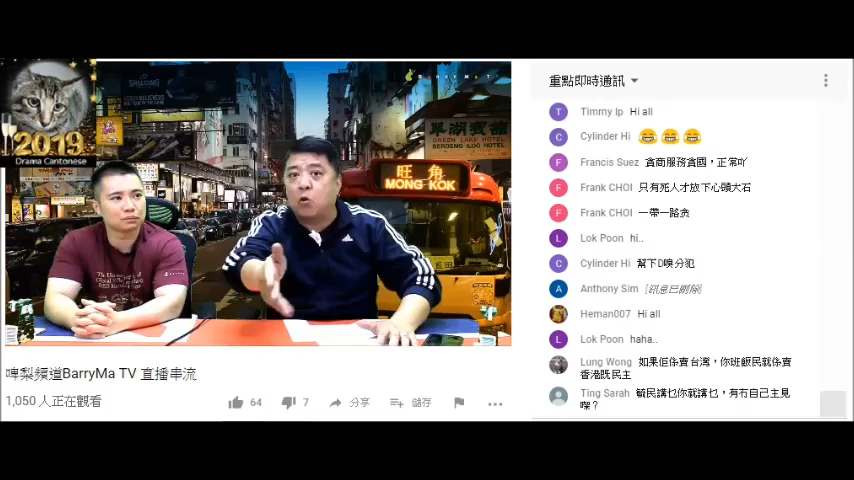 2019
Drama Cantonese
BARRYMA TV
SPALDING
翠湖賓館
GREEN LAKE HOTEL
旺角
MONG KOK
啤梨頻道BarryMa TV 直播串流
1,050 人正在觀看
64
7
分享
儲存
重點即時通訊
T Timmy Ip Hi all
C Cylinder Hi 😂😂😂
F Francis Suez 貪商服務貪國，正常吖
F Frank CHOI 只有死人才放下心頭大石
F Frank CHOI 一帶一路貪
L Lok Poon hi..
C Cylinder Hi 幫下D嗅分犯
A Anthony Sim [訊息已刪除]
Heman007 Hi all
L Lok Poon haha..
Lung Wong 如果佢係賣台灣，你班飯民就係賣
香港既民主
Ting Sarah 毓民講乜你就講乜，有冇自己主見
㗎？